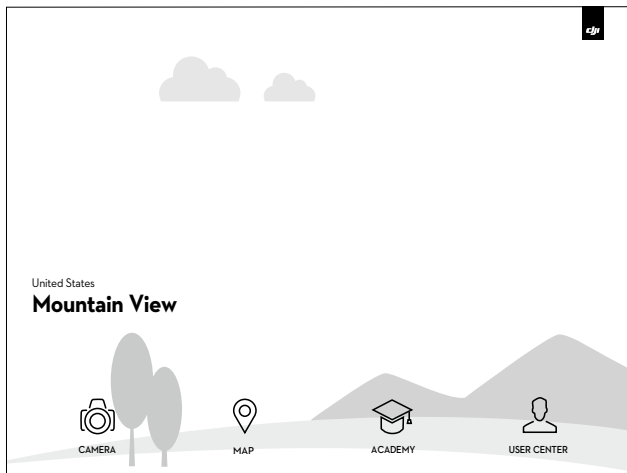 dji
United States
Mountain View
CAMERA
MAP
ACADEMY
USER CENTER